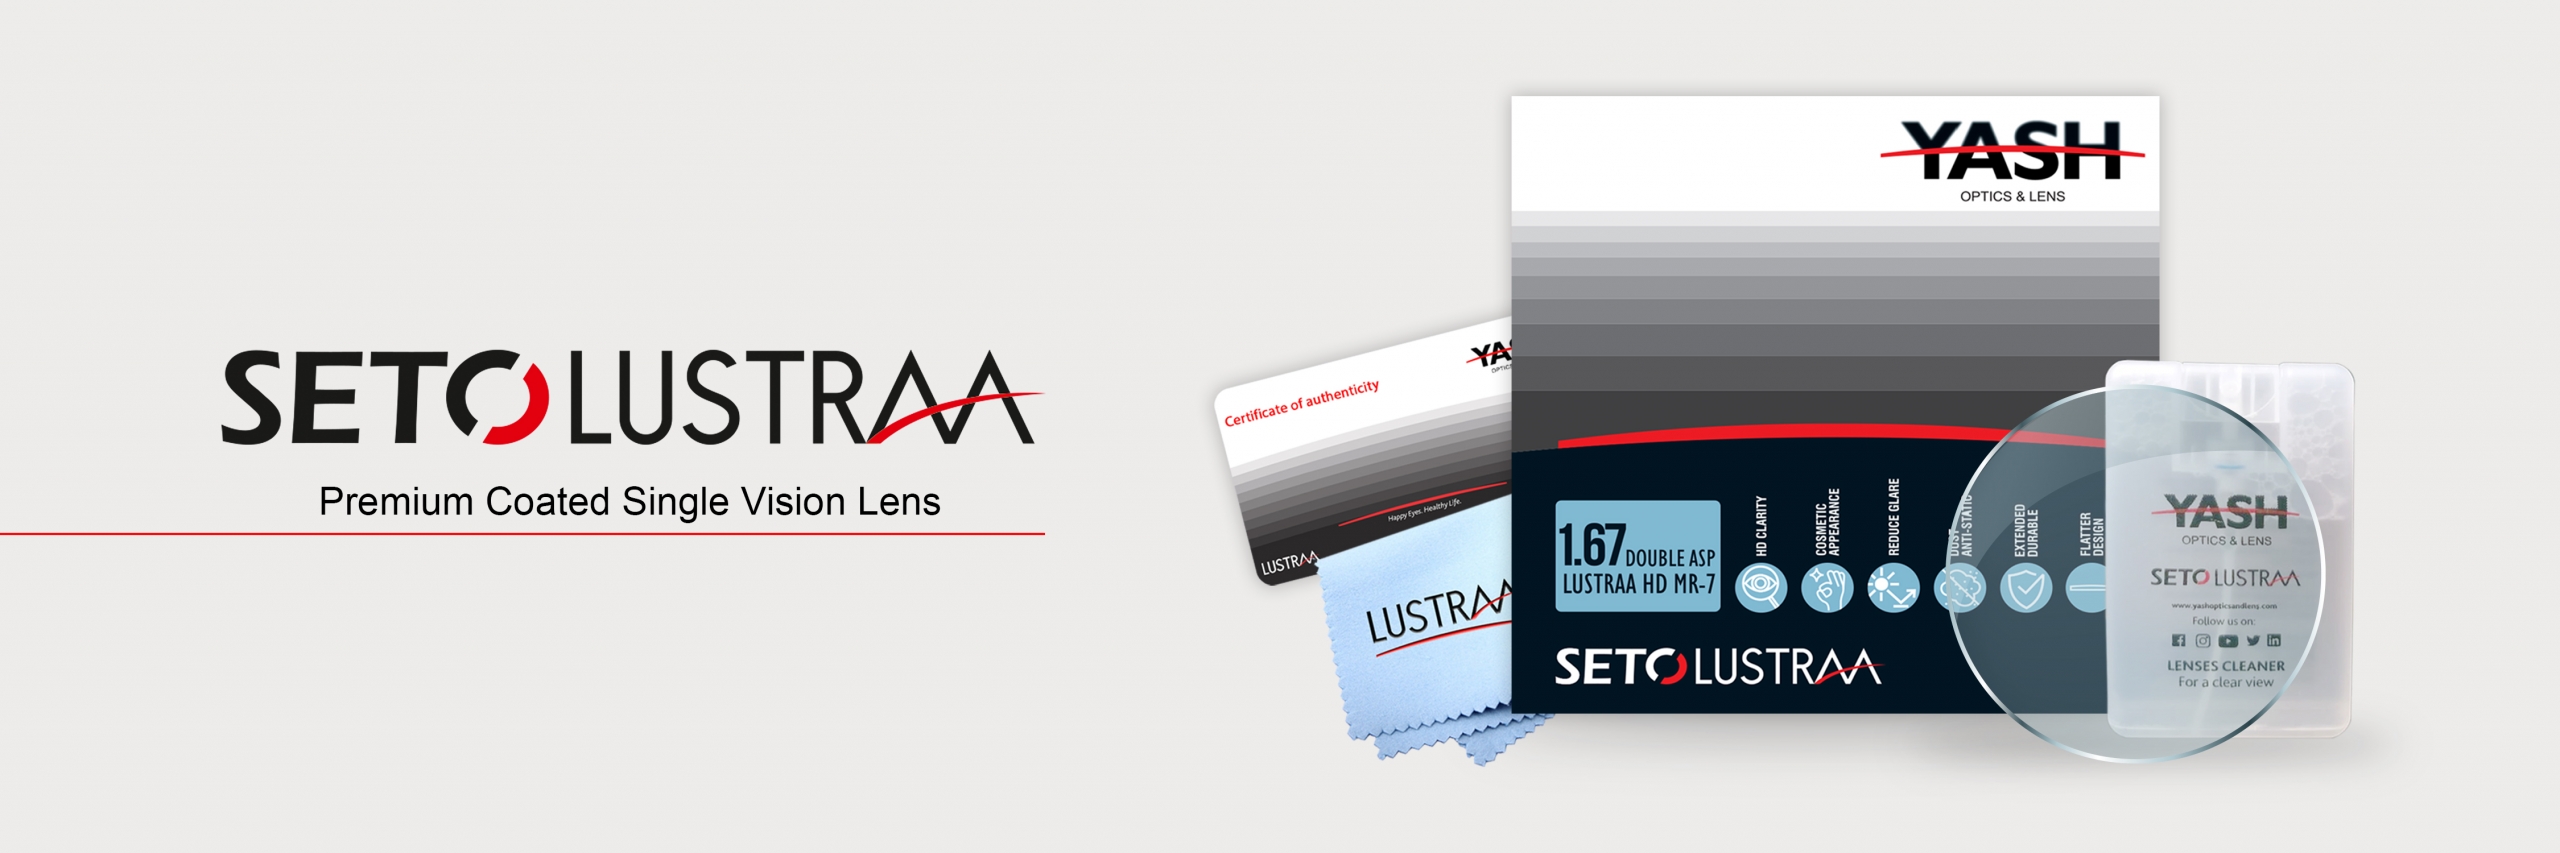 SETO LUSTRAA
Premium Coated Single Vision Lens
Certificate of authenticity
Happy Eyes. Healthy Life.
LUSTRAA
LUSTRAA
YASH
OPTICS & LENS
1.67 DOUBLE ASP
LUSTRAA HD MR-7
HD CLARITY
COSMETIC
APPEARANCE
REDUCE GLARE
DUST
ANTI-STATIC
EXTENDED
DURABLE
FLATTER
DESIGN
SETO LUSTRAA
YASH
OPTICS & LENS
SETO LUSTRAA
www.yashopticsandlens.com
Follow us on:
LENSES CLEANER
For a clear view